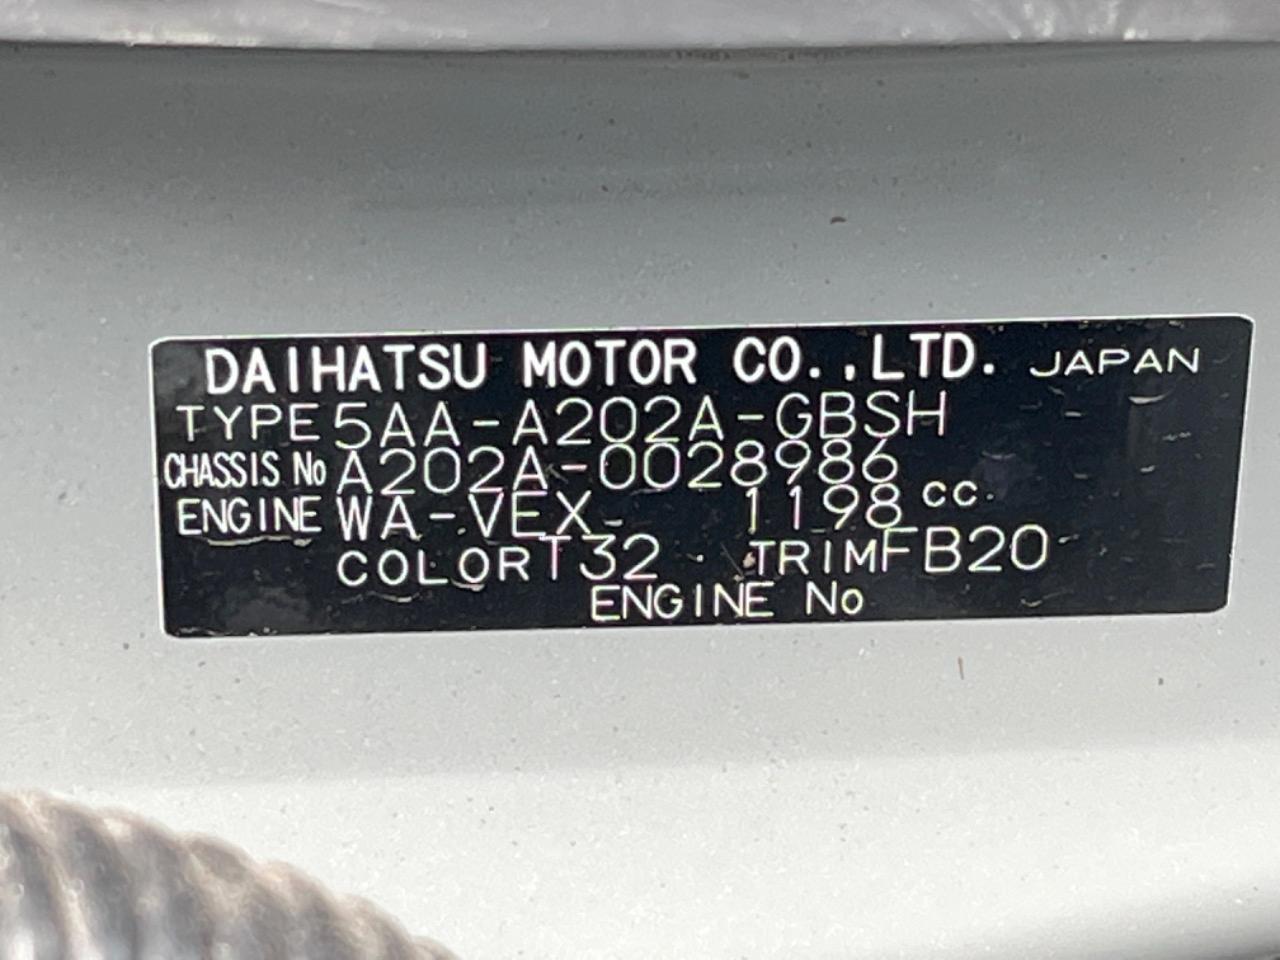 DAIHATSU MOTOR CO.,LTD. JAPAN
TYPE 5AA-A202A-GBSH
CHASSIS No A202A-0028986
ENGINE WA-VEX 1198 cc.
COLOR T32 TRIM FB20
ENGINE No